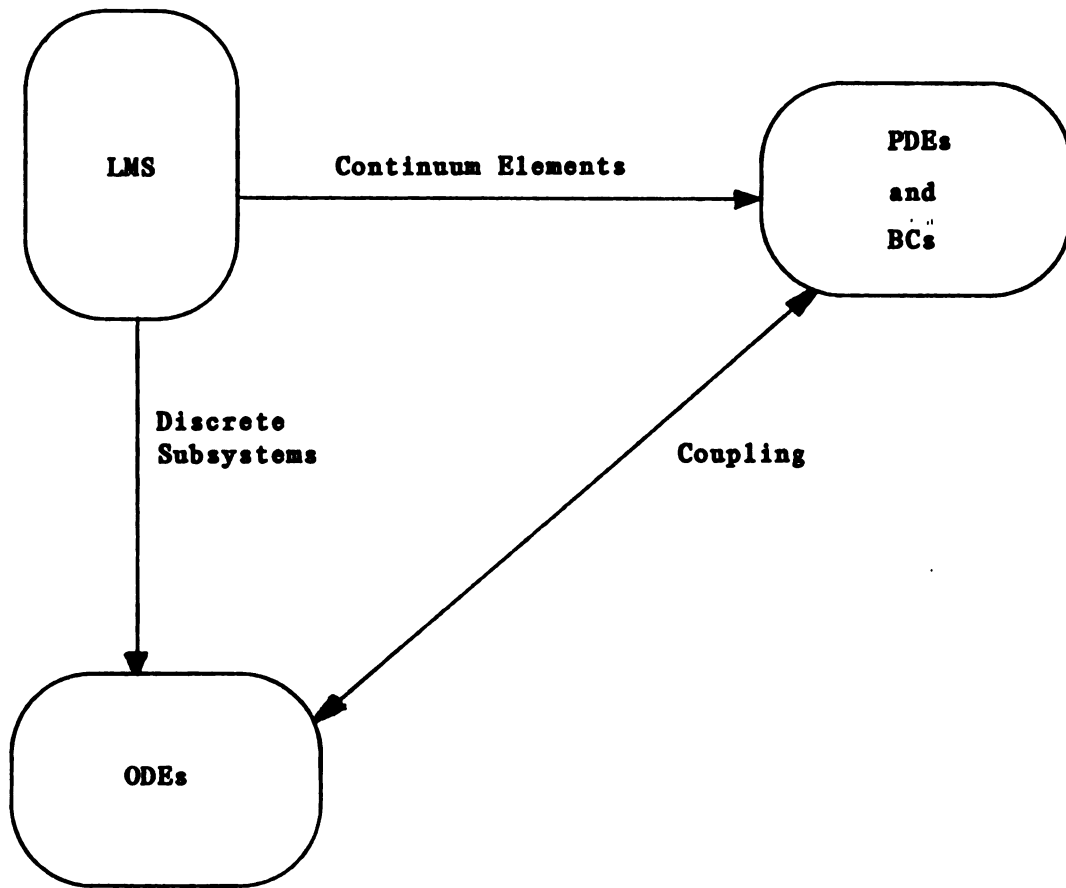 LMS
Continuum Elements
PDEs
and
BCs
Discrete
Subsystems
Coupling
ODEs